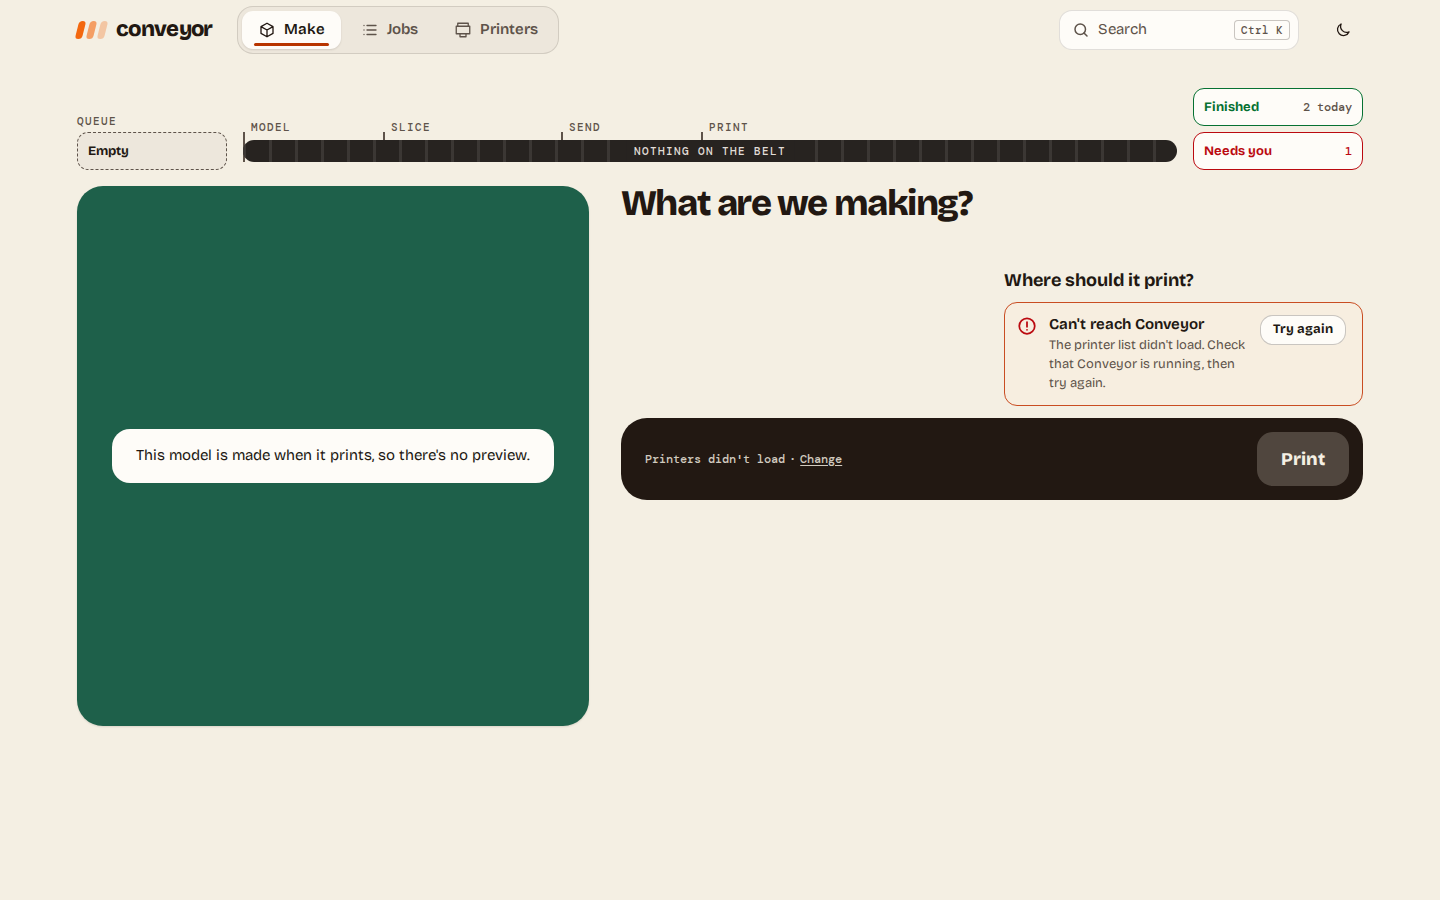 conveyor
Make
Jobs
Printers
Search
Ctrl K
QUEUE
Empty
MODEL
SLICE
SEND
PRINT
NOTHING ON THE BELT
Finished
2 today
Needs you
1
This model is made when it prints, so there's no preview.
What are we making?
Where should it print?
Can't reach Conveyor
The printer list didn't load. Check
that Conveyor is running, then
try again.
Try again
Printers didn't load · Change
Print